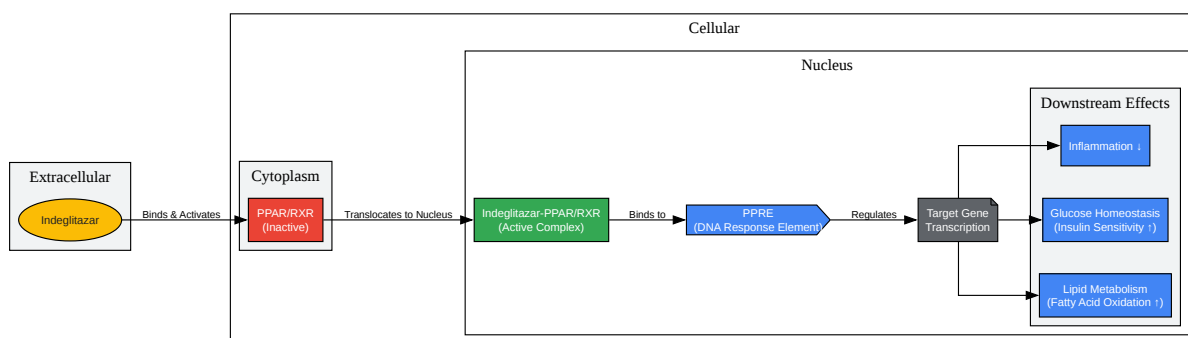 Cellular
Nucleus
Downstream Effects
Inflammation ↓
Extracellular
Cytoplasm
Indeglitazar
Binds & Activates
PPAR/RXR
(Inactive)
Translocates to Nucleus
Indeglitazar-PPAR/RXR
(Active Complex)
Binds to
PPRE
(DNA Response Element)
Regulates
Target Gene
Transcription
Glucose Homeostasis
(Insulin Sensitivity ↑)
Lipid Metabolism
(Fatty Acid Oxidation ↑)